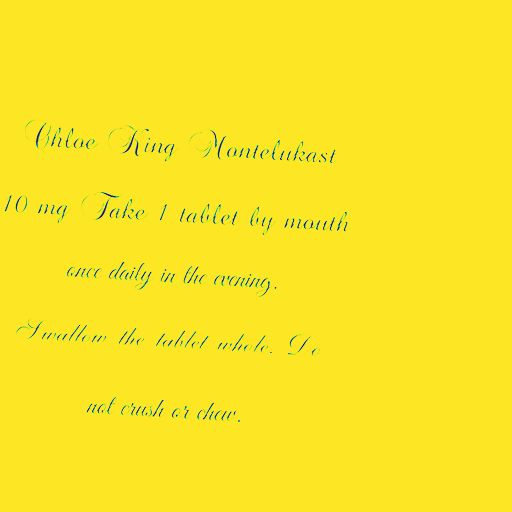 Chloe King Montelukast
10 mg Take 1 tablet by mouth
once daily in the evening.
Swallow the tablet whole. Do
not crush or chew.